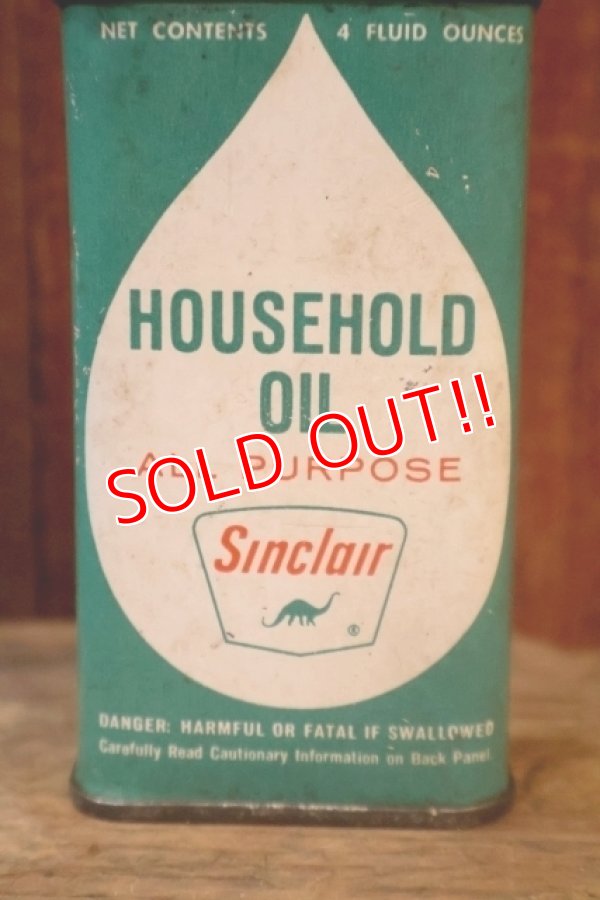 NET CONTENTS 4 FLUID OUNCES
HOUSEHOLD
OIL
ALL PURPOSE
SOLD OUT!!
Sinclair
®
DANGER: HARMFUL OR FATAL IF SWALLOWED
Carefully Read Cautionary Information on Back Panel.